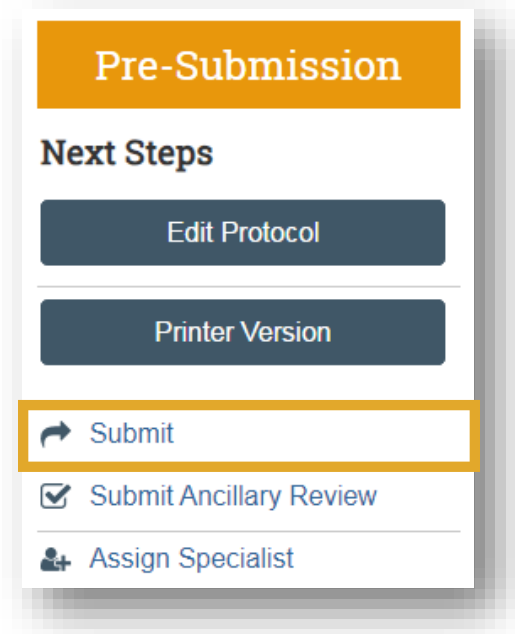 Pre-Submission
Next Steps
Edit Protocol
Printer Version
Submit
Submit Ancillary Review
Assign Specialist